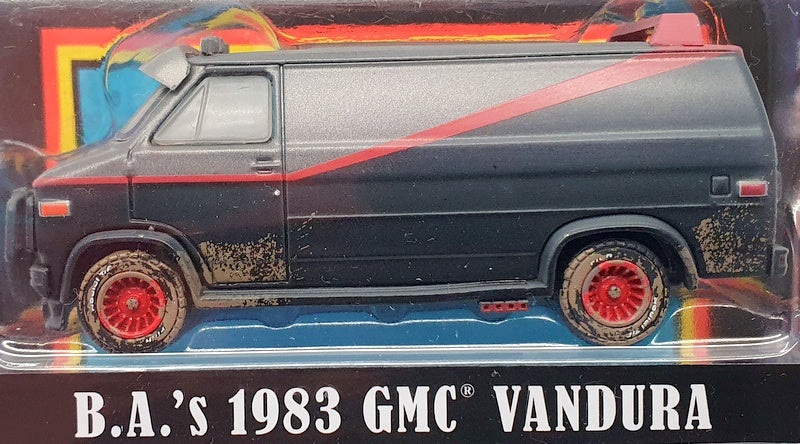 B.A.'s 1983 GMC® VANDURA